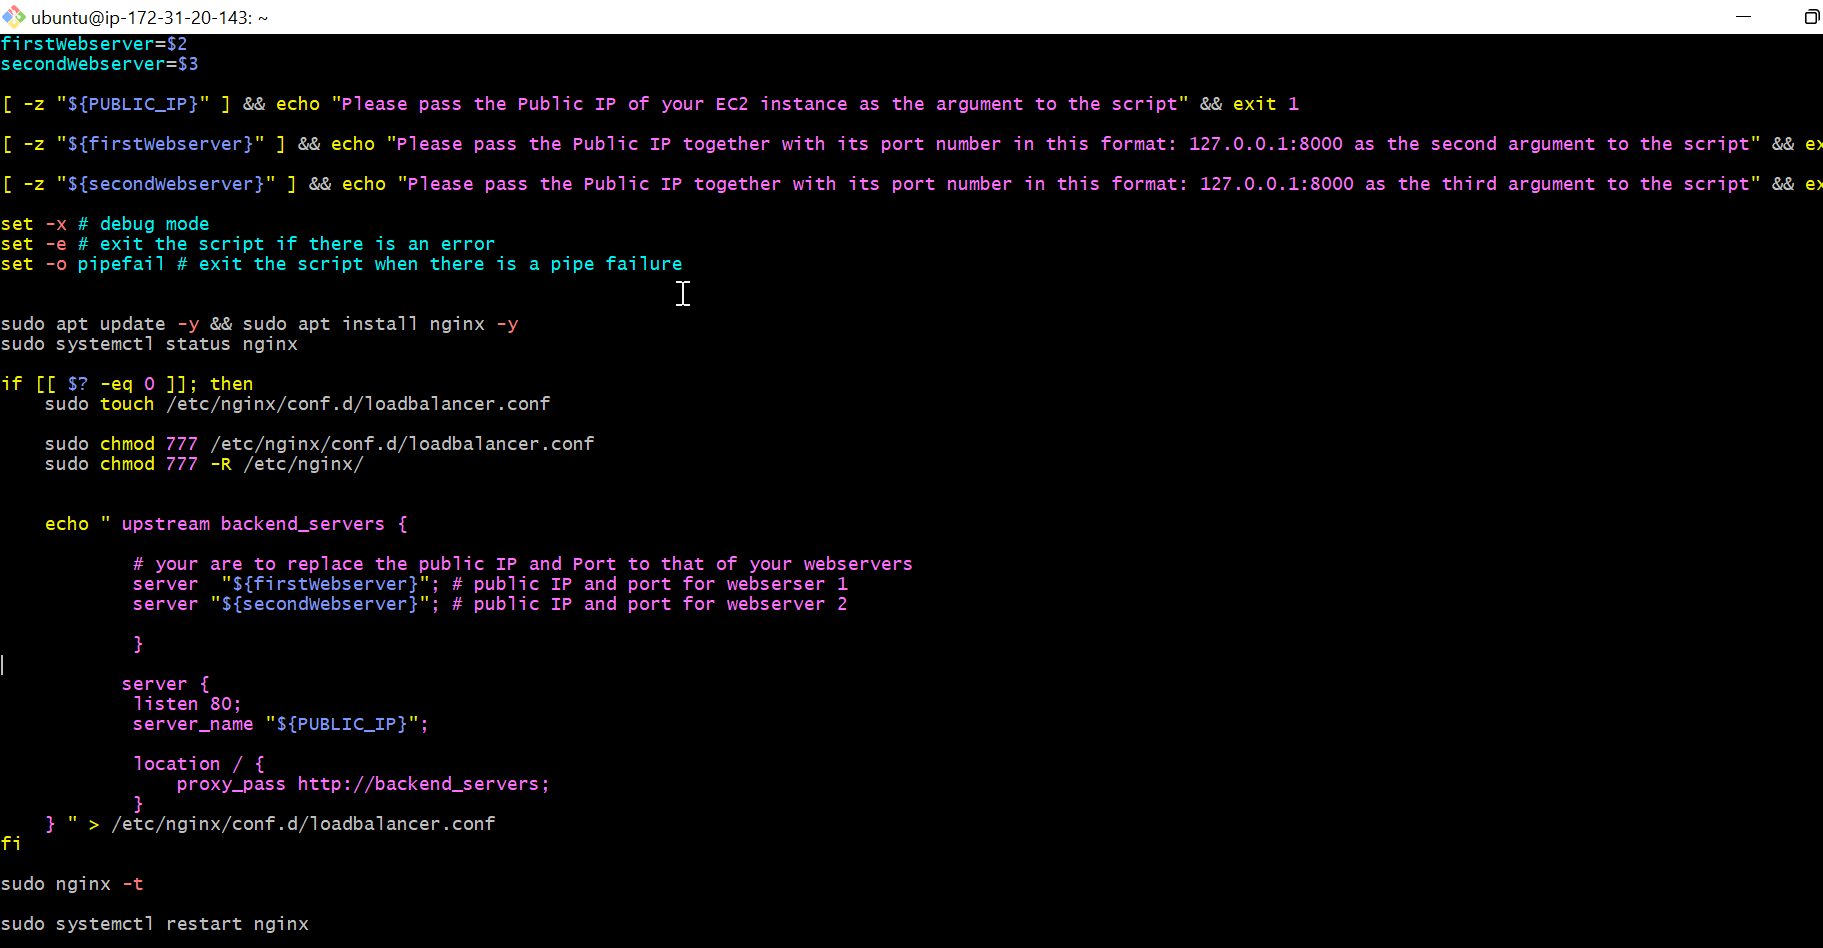 ubuntu@ip-172-31-20-143: ~
firstWebserver=$2
secondWebserver=$3
[ -z "${PUBLIC_IP}" ] && echo "Please pass the Public IP of your EC2 instance as the argument to the script" && exit 1
[ -z "${firstWebserver}" ] && echo "Please pass the Public IP together with its port number in this format: 127.0.0.1:8000 as the second argument to the script" && ex
[ -z "${secondWebserver}" ] && echo "Please pass the Public IP together with its port number in this format: 127.0.0.1:8000 as the third argument to the script" && ex
set -x # debug mode
set -e # exit the script if there is an error
set -o pipefail # exit the script when there is a pipe failure
sudo apt update -y && sudo apt install nginx -y
sudo systemctl status nginx
if [[ $? -eq 0 ]]; then
    sudo touch /etc/nginx/conf.d/loadbalancer.conf
    sudo chmod 777 /etc/nginx/conf.d/loadbalancer.conf
    sudo chmod 777 -R /etc/nginx/
    echo " upstream backend_servers {
            # your are to replace the public IP and Port to that of your webservers
            server  "${firstWebserver}"; # public IP and port for webserser 1
            server "${secondWebserver}"; # public IP and port for webserver 2
            }
           server {
            listen 80;
            server_name "${PUBLIC_IP}";
            location / {
                proxy_pass http://backend_servers;
            }
    } " > /etc/nginx/conf.d/loadbalancer.conf
fi
sudo nginx -t
sudo systemctl restart nginx